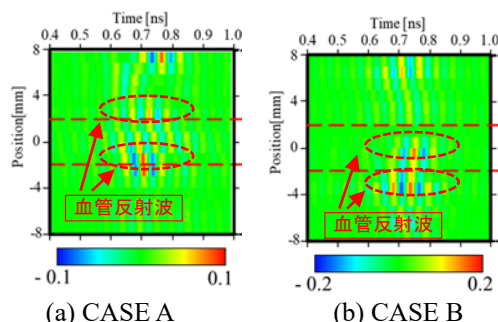 Time [ns]
0.4 0.5 0.6 0.7 0.8 0.9 1.0
Position[mm]
8
4
0
-4
-8
血管反射波
- 0.1 0.1
(a) CASE A
Time [ns]
0.4 0.5 0.6 0.7 0.8 0.9 1.0
Position[mm]
8
4
0
-4
-8
血管反射波
- 0.2 0.2
(b) CASE B